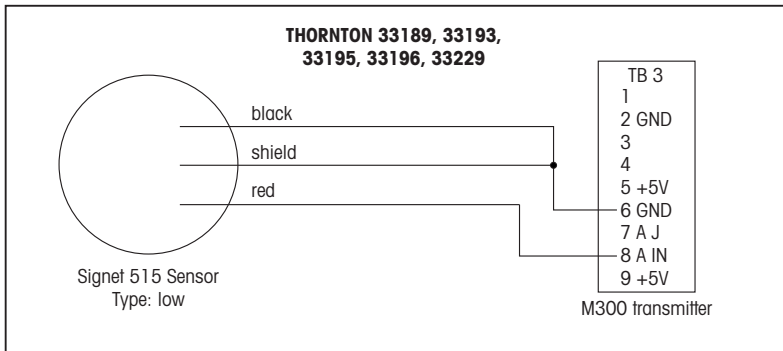 THORNTON 33189, 33193,
33195, 33196, 33229
black
shield
red
Signet 515 Sensor
Type: low
TB 3
1
2 GND
3
4
5 +5V
6 GND
7 A J
8 A IN
9 +5V
M300 transmitter